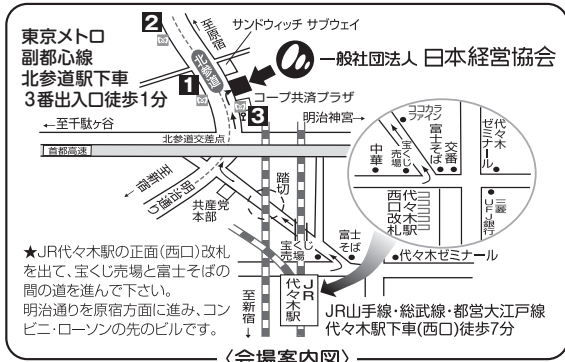 東京メトロ
副都心線
北参道駅下車
3番出入口徒歩1分
2
至原宿
サンドウィッチ サブウェイ
一般社団法人 日本経営協会
北参道
1
コープ共済プラザ
3
←至千駄ヶ谷
明治神宮→
北参道交差点
首都高速
至新宿
明治通り
共産党
本部
踏切
宝くじ
売場
富士
そば
代々木ゼミナール
JR
代々木駅
至新宿
ココカラ
ファイン
中華
宝くじ
売場
富士そば
交番
代々木
ゼミナール
代々木駅
西口改札
三菱
UFJ銀行
★JR代々木駅の正面(西口)改札
を出て、宝くじ売場と富士そばの
間の道を進んで下さい。
明治通りを原宿方面に進み、コン
ビニ・ローソンの先のビルです。
JR山手線・総武線・都営大江戸線
代々木駅下車(西口)徒歩7分
〈会場案内図〉